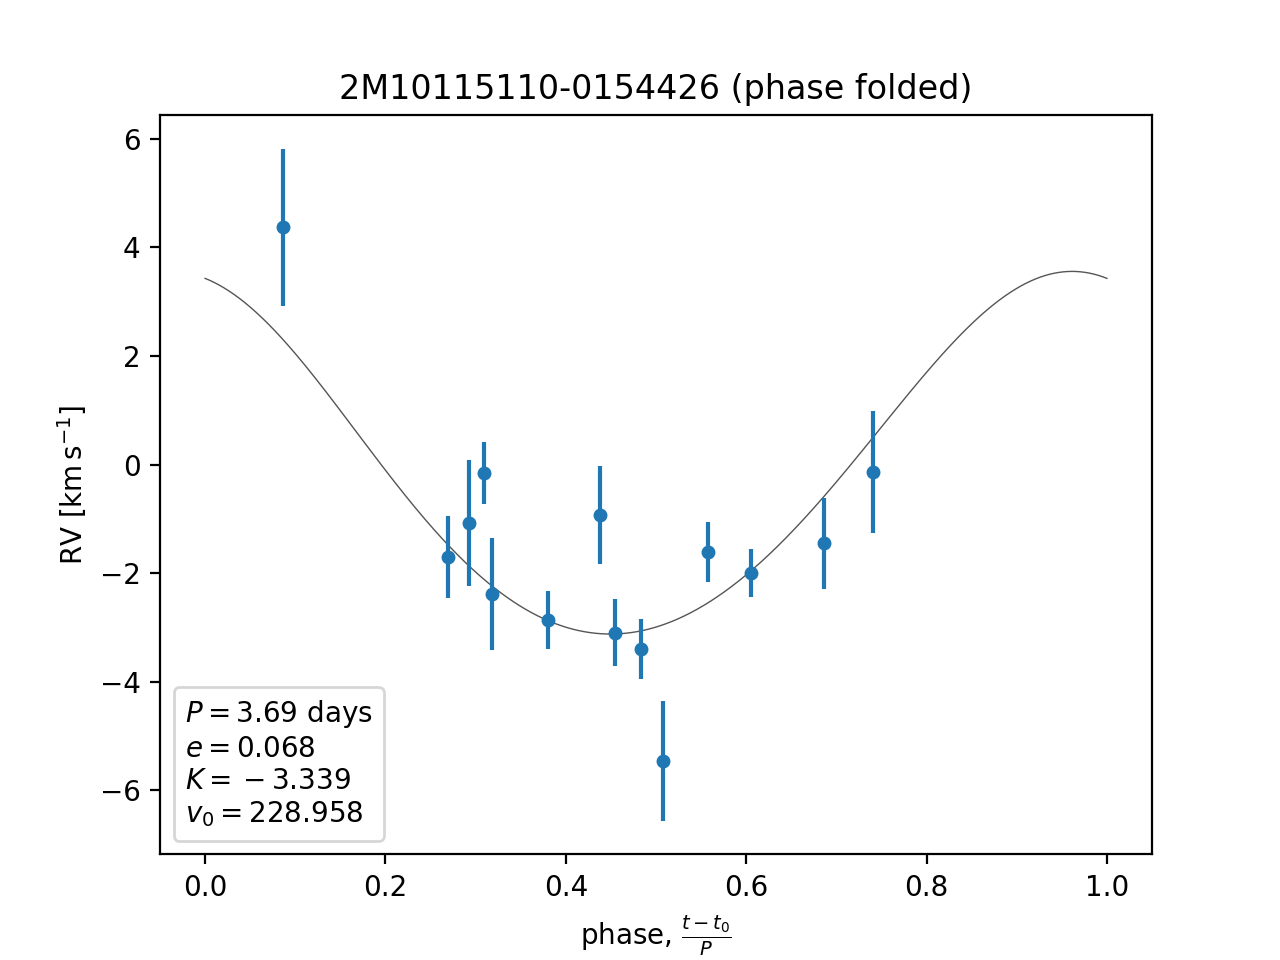 2M10115110-0154426 (phase folded)
6
4
2
0
−2
−4
−6
RV [km s⁻¹]
P = 3.69 days
e = 0.068
K = −3.339
v₀ = 228.958
0.0 0.2 0.4 0.6 0.8 1.0
phase, (t − t₀)/P